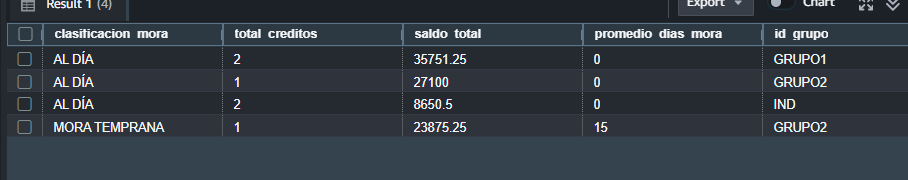 Result 1 (4) Export Chart
clasificacion mora total creditos saldo total promedio dias mora id grupo
AL DÍA 2 35751.25 0 GRUPO1
AL DÍA 1 27100 0 GRUPO2
AL DÍA 2 8650.5 0 IND
MORA TEMPRANA 1 23875.25 15 GRUPO2